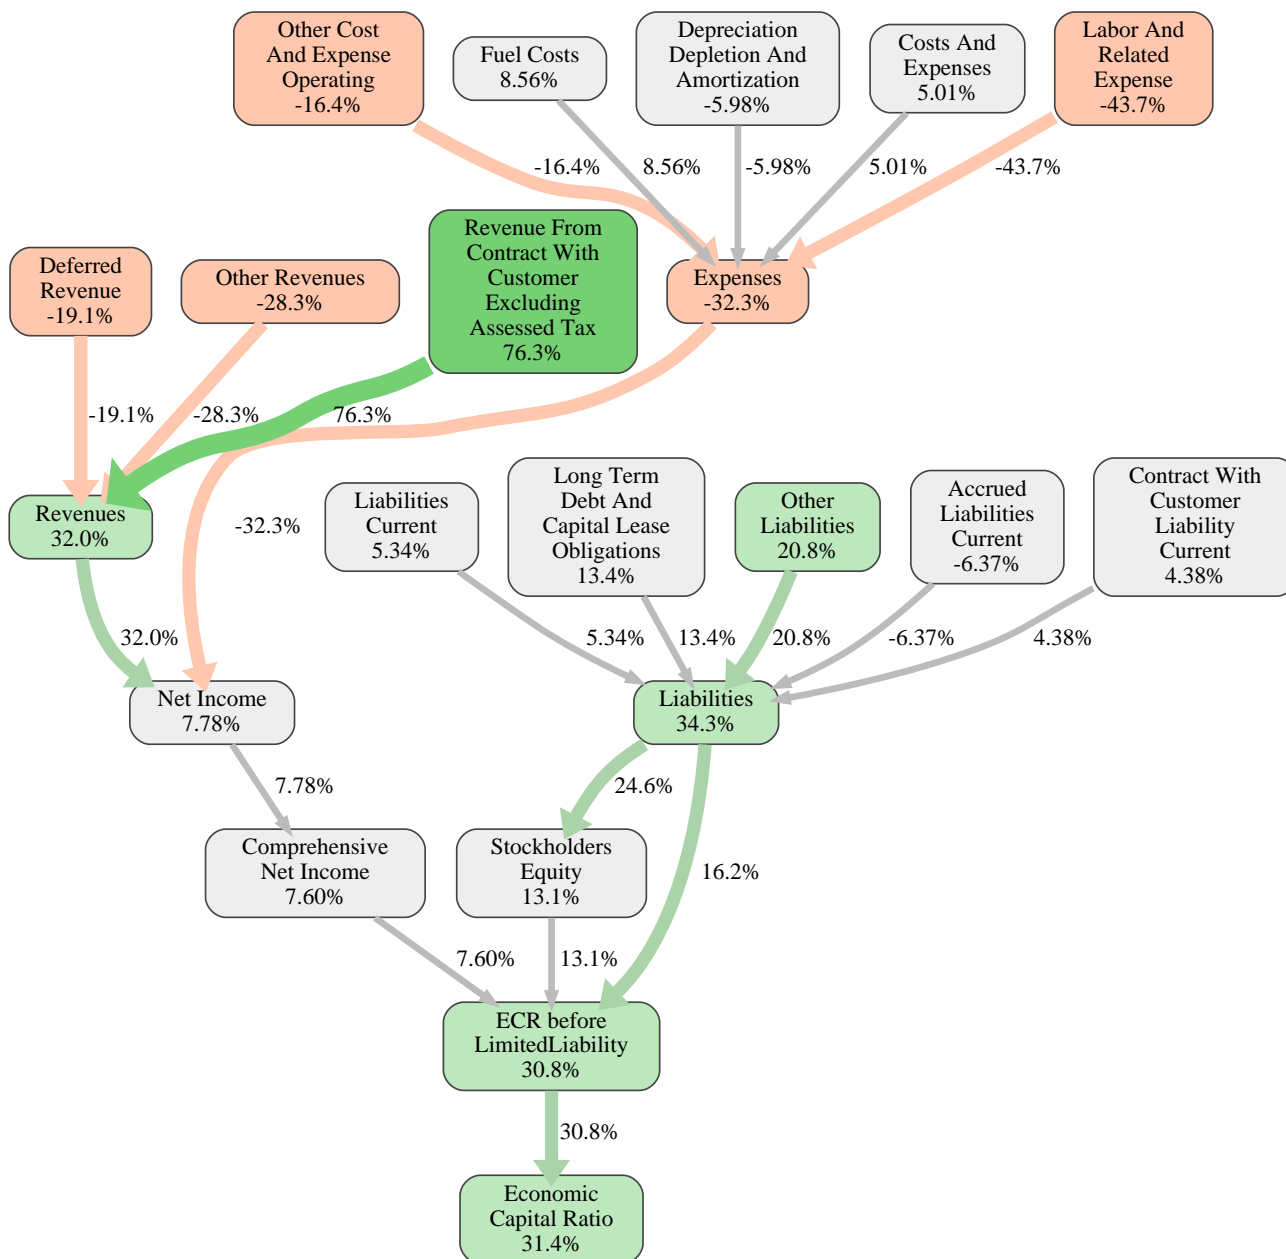 Other Cost
And Expense
Operating
-16.4%
Fuel Costs
8.56%
Depreciation
Depletion And
Amortization
-5.98%
Costs And
Expenses
5.01%
Labor And
Related
Expense
-43.7%
-16.4%
8.56%
-5.98%
5.01%
-43.7%
Deferred
Revenue
-19.1%
Other Revenues
-28.3%
Revenue From
Contract With
Customer
Excluding
Assessed Tax
76.3%
Expenses
-32.3%
-19.1%
-28.3%
76.3%
-32.3%
Revenues
32.0%
Liabilities
Current
5.34%
Long Term
Debt And
Capital Lease
Obligations
13.4%
Other
Liabilities
20.8%
Accrued
Liabilities
Current
-6.37%
Contract With
Customer
Liability
Current
4.38%
32.0%
5.34%
13.4%
20.8%
-6.37%
4.38%
Net Income
7.78%
Liabilities
34.3%
7.78%
24.6%
16.2%
Comprehensive
Net Income
7.60%
Stockholders
Equity
13.1%
7.60%
13.1%
ECR before
LimitedLiability
30.8%
30.8%
Economic
Capital Ratio
31.4%